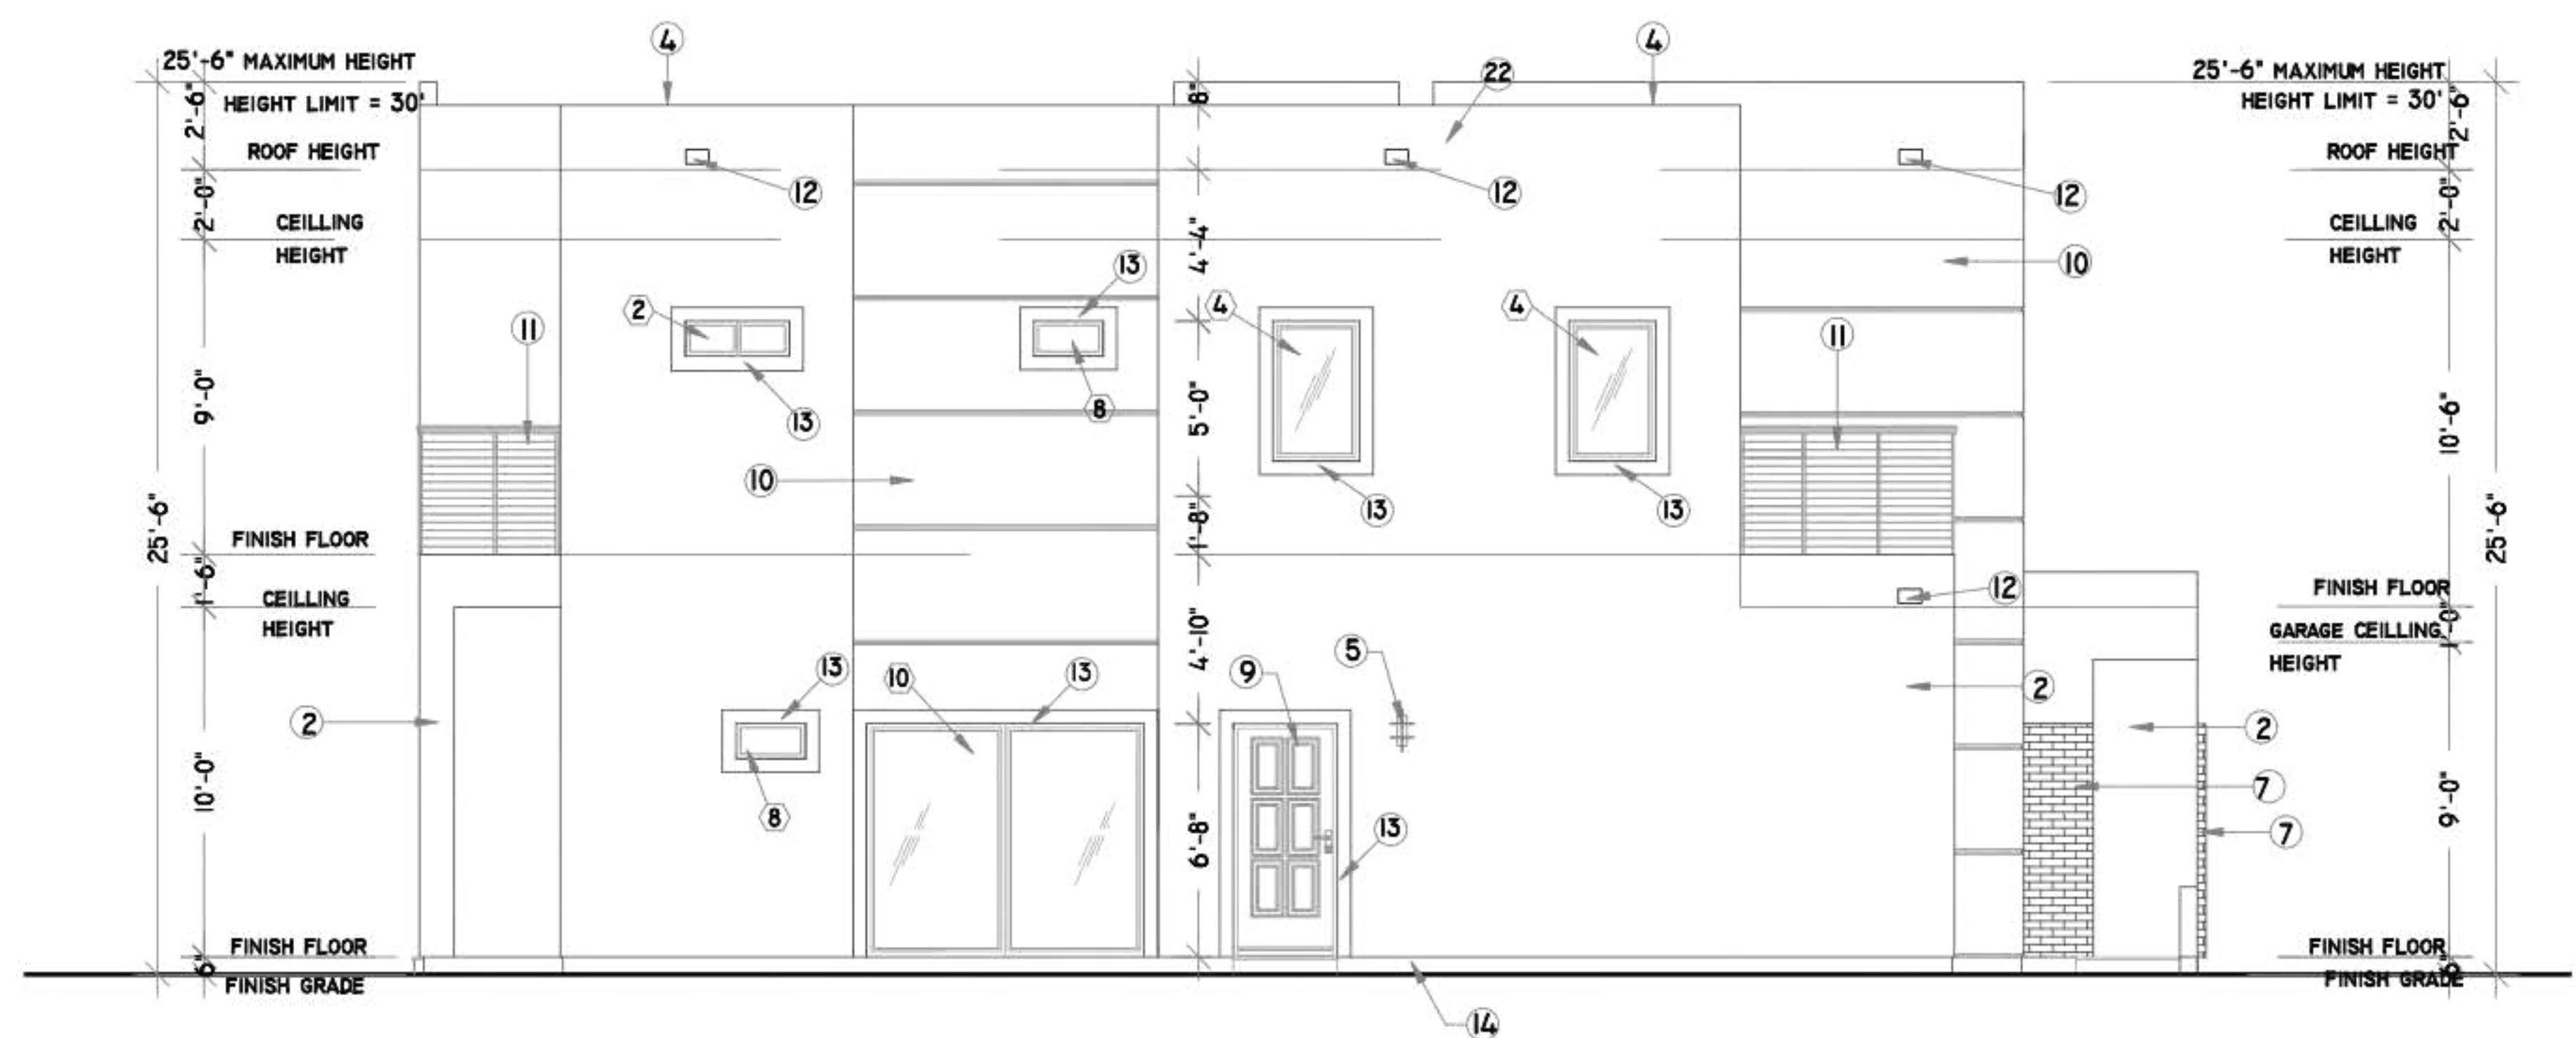 4
4
25'-6" MAXIMUM HEIGHT
25'-6" MAXIMUM HEIGHT
22
2'-6"
HEIGHT LIMIT = 30'
8"
HEIGHT LIMIT = 30'
2'-6"
ROOF HEIGHT
ROOF HEIGHT
12
12
12
2'-0"
CEILLING
HEIGHT
4'-4"
2'-0"
CEILLING
HEIGHT
10
13
2
4
4
11
11
9'-0"
8
5'-0"
10'-6"
13
10
13
13
25'-6"
1'-8"
25'-6"
FINISH FLOOR
1'-6"
CEILLING
HEIGHT
12
FINISH FLOOR
1'-0"
GARAGE CEILLING
HEIGHT
4'-10"
5
13
10
13
9
2
2
2
10'-0"
7
9'-0"
8
6'-8"
13
7
FINISH FLOOR
FINISH FLOOR
6"
6"
FINISH GRADE
FINISH GRADE
14